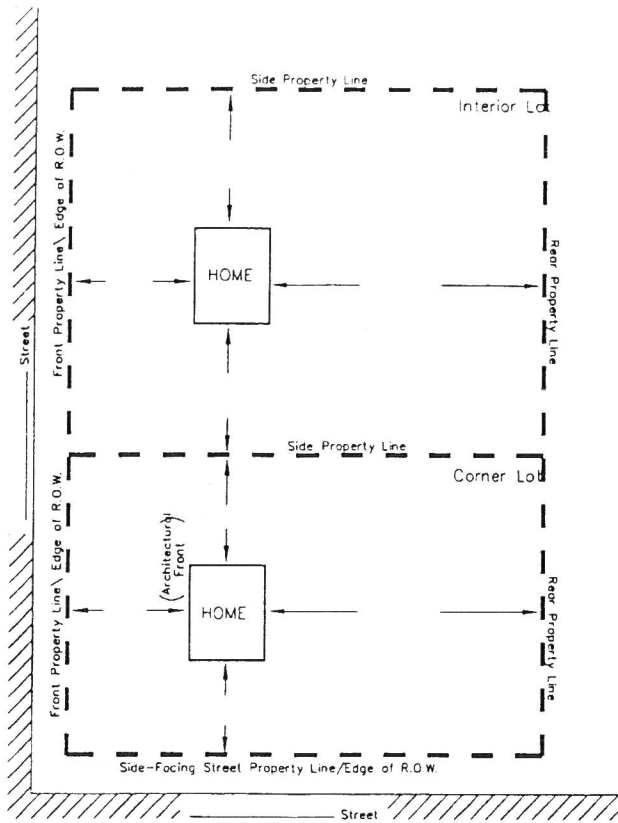 Side Property Line
Interior Lot
Front Property Line\ Edge of R.O.W.
HOME
Rear Property Line
Street
Side Property Line
Corner Lot
Front Property Line\ Edge of R.O.W.
(Architectural
Front)
HOME
Rear Property Line
Side-Facing Street Property Line/Edge of R.O.W.
Street